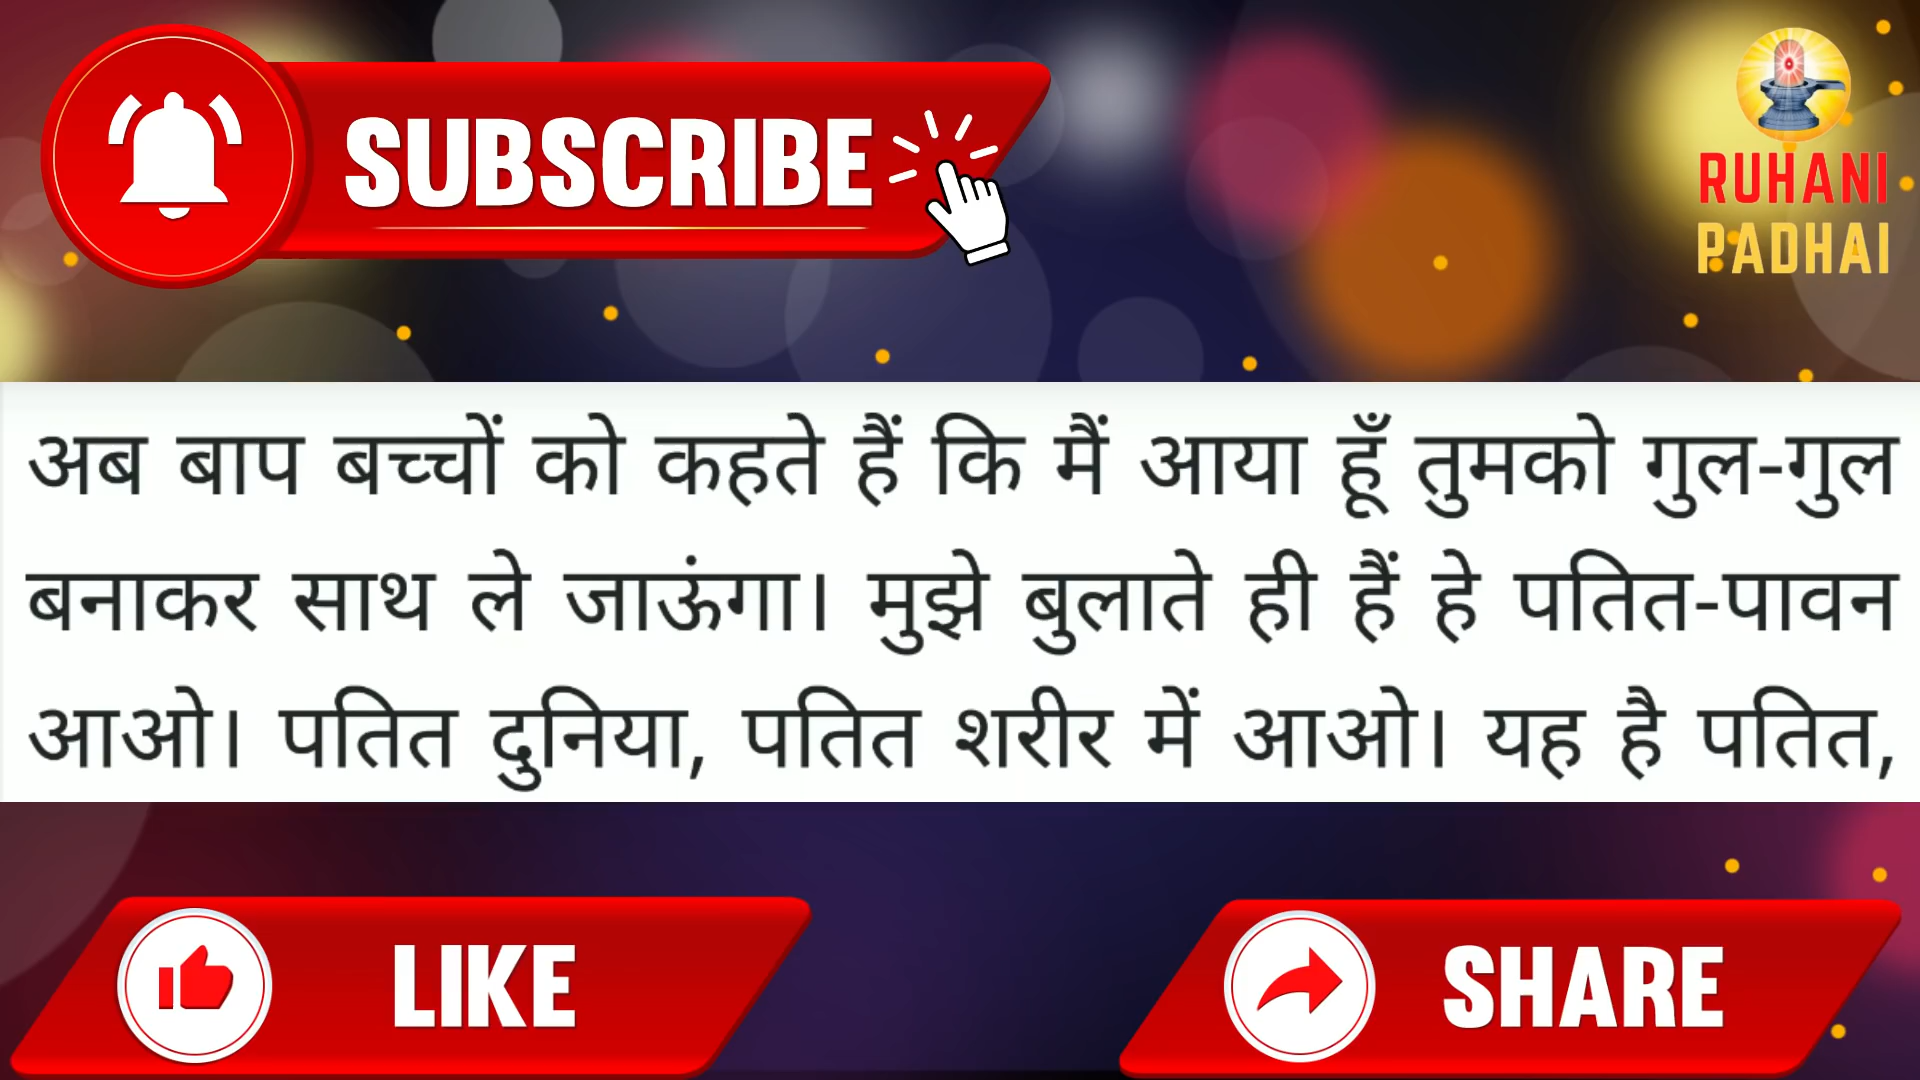 SUBSCRIBE
RUHANI
PADHAI
अब बाप बच्चों को कहते हैं कि मैं आया हूँ तुमको गुल-गुल
बनाकर साथ ले जाऊंगा। मुझे बुलाते ही हैं हे पतित-पावन
आओ। पतित दुनिया, पतित शरीर में आओ। यह है पतित,
LIKE
SHARE